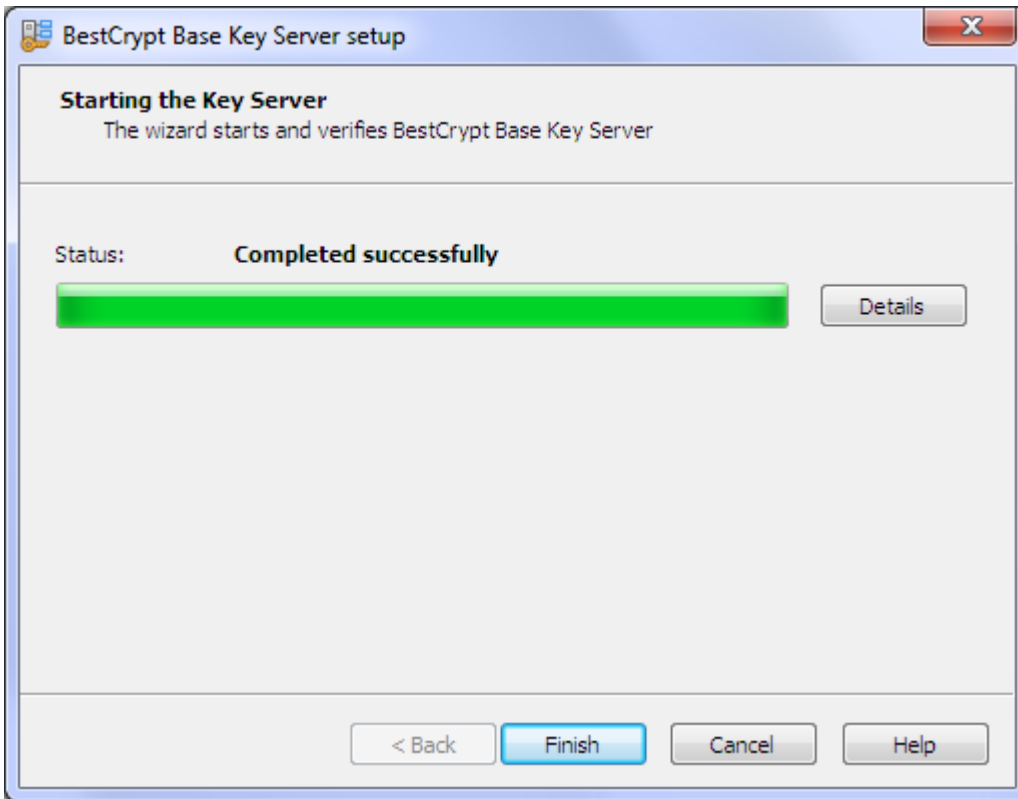 BestCrypt Base Key Server setup
Starting the Key Server
The wizard starts and verifies BestCrypt Base Key Server
Status: Completed successfully
Details
< Back Finish Cancel Help